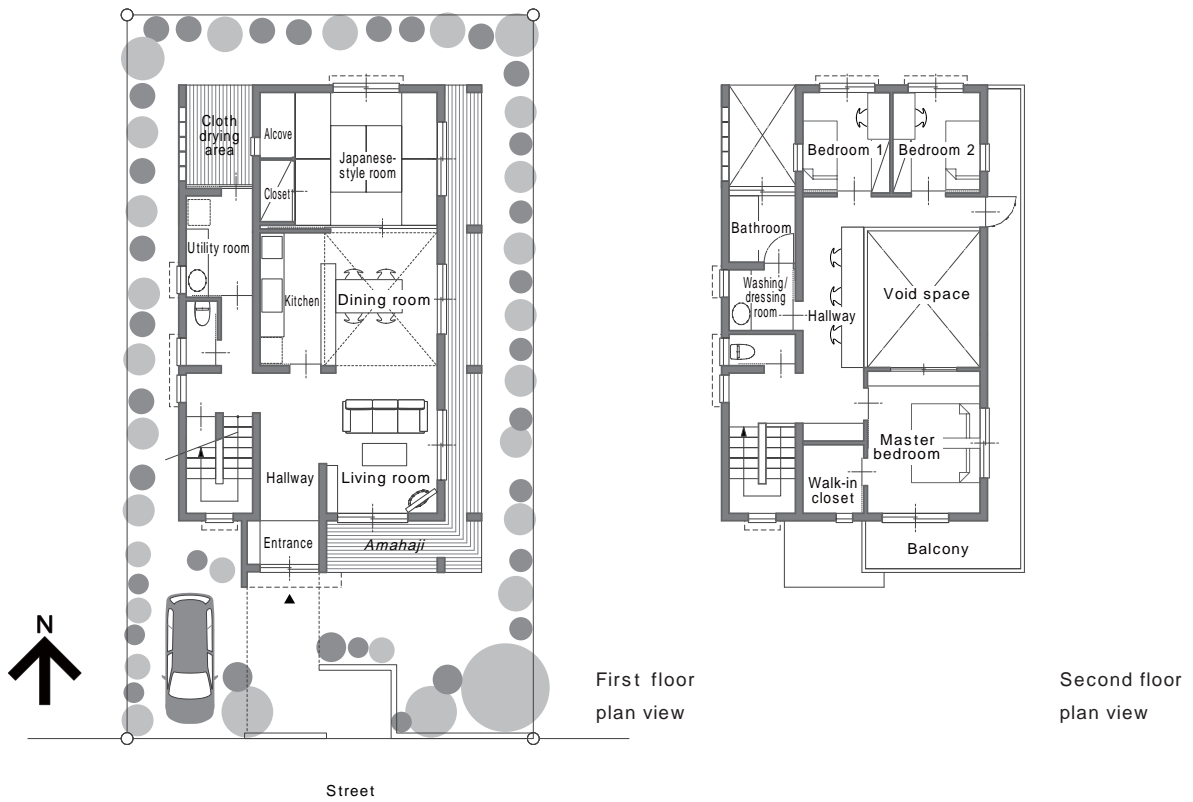 Cloth
drying
area
Alcove
Japanese-
style room
Closet
Utility room
Kitchen
Dining room
Hallway
Living room
Entrance
Amahaji
N
First floor
plan view
Street
Bedroom 1
Bedroom 2
Bathroom
Washing/
dressing
room
Hallway
Void space
Master
bedroom
Walk-in
closet
Balcony
Second floor
plan view